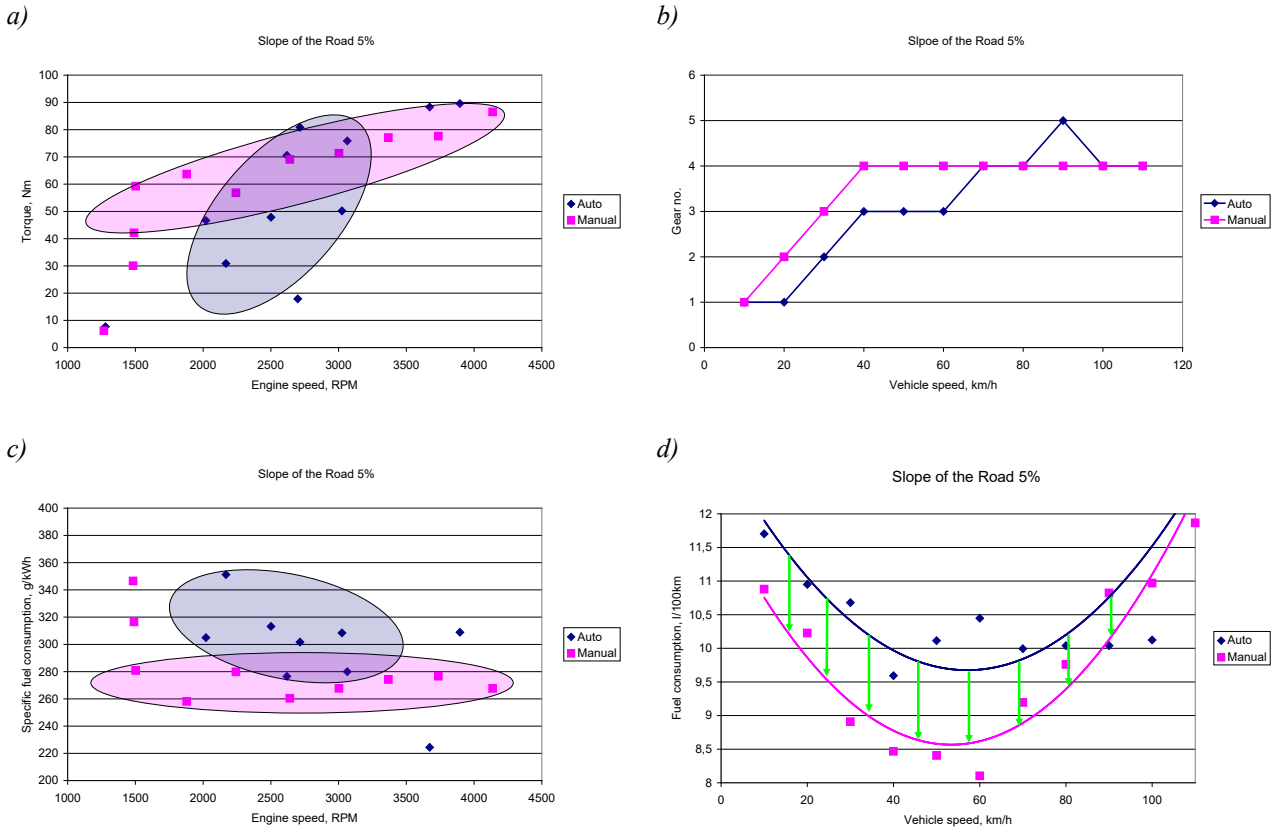 a)
Slope of the Road 5%
100
90
80
70
60
50
40
30
20
10
0
1000 1500 2000 2500 3000 3500 4000 4500
Torque, Nm
Engine speed, RPM
Auto
Manual
b)
Slpoe of the Road 5%
6
5
4
3
2
1
0
0 20 40 60 80 100 120
Gear no.
Vehicle speed, km/h
Auto
Manual
c)
Slope of the Road 5%
400
380
360
340
320
300
280
260
240
220
200
1000 1500 2000 2500 3000 3500 4000 4500
Specific fuel consumption, g/kWh
Engine speed, RPM
Auto
Manual
d)
Slope of the Road 5%
12
11,5
11
10,5
10
9,5
9
8,5
8
0 20 40 60 80 100
Fuel consumption, l/100km
Vehicle speed, km/h
Auto
Manual